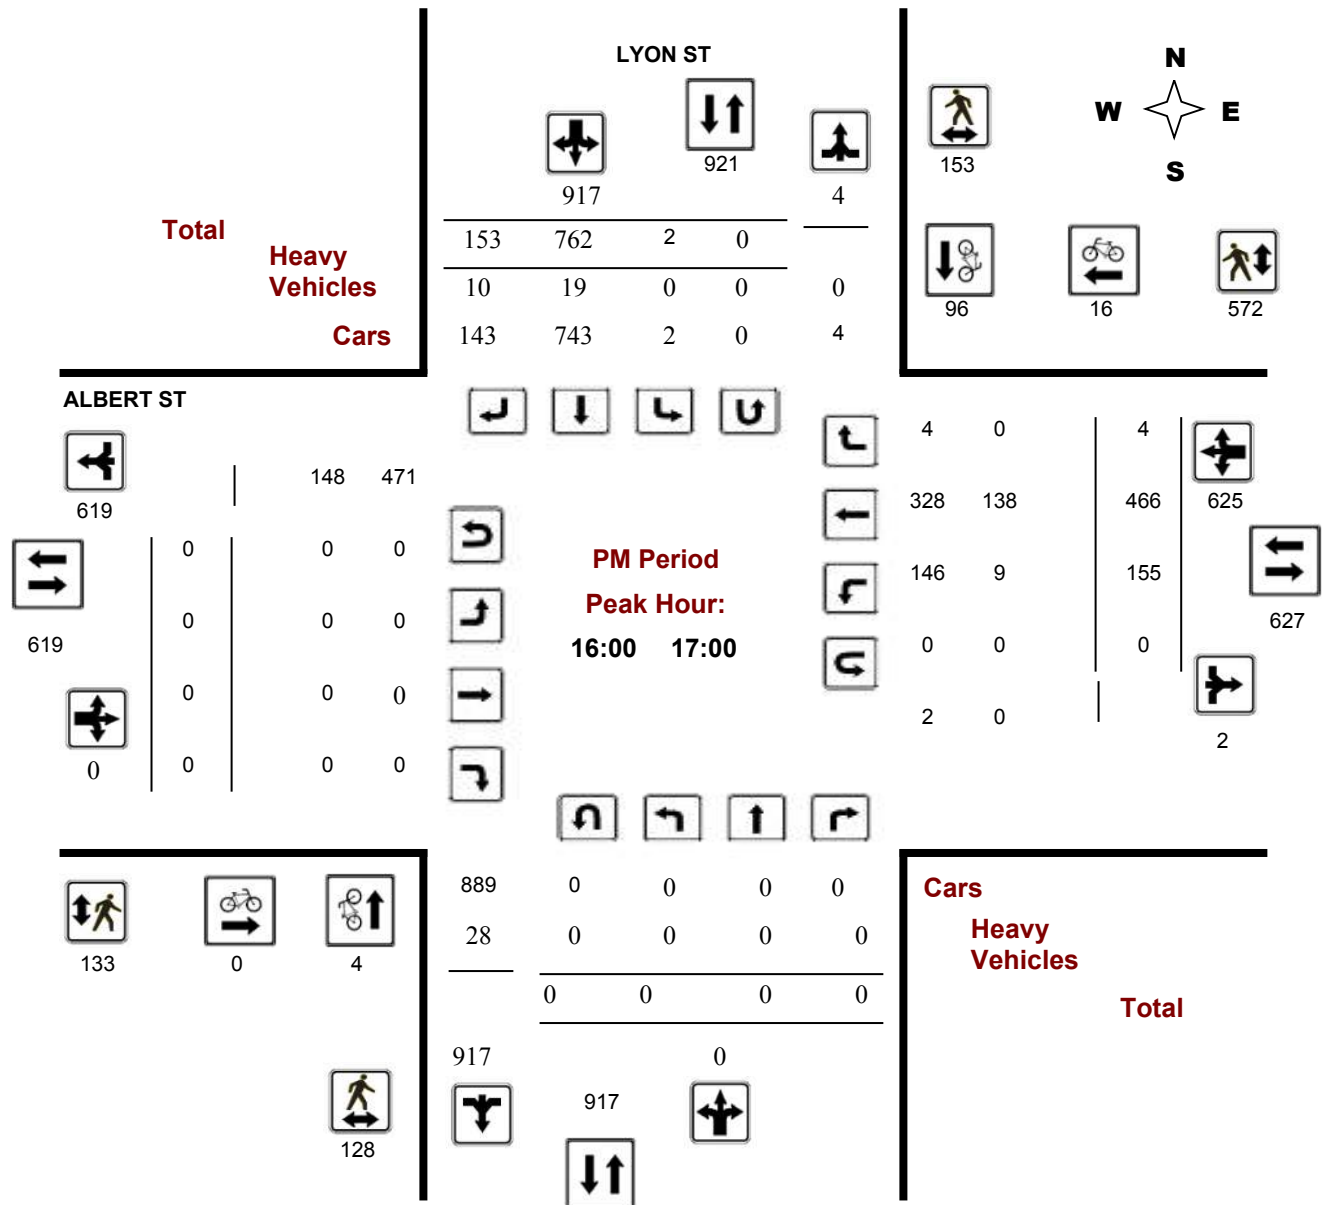 LYON ST
N
W E
S
921
153
917 4
Total
153 762 2 0
Heavy
Vehicles
10 19 0 0 0
96 16 572
Cars
143 743 2 0 4
ALBERT ST
4 0 4
148 471
328 138 466 625
619
0 0 0
PM Period
146 9 155
Peak Hour:
0 0 0
627
619
16:00 17:00
0 0 0
0 0 0
2 0
2
0
0 0 0
889 0 0 0 0
Cars
28 0 0 0 0
Heavy
Vehicles
133 0 4
0 0 0 0
Total
917 0
917
128